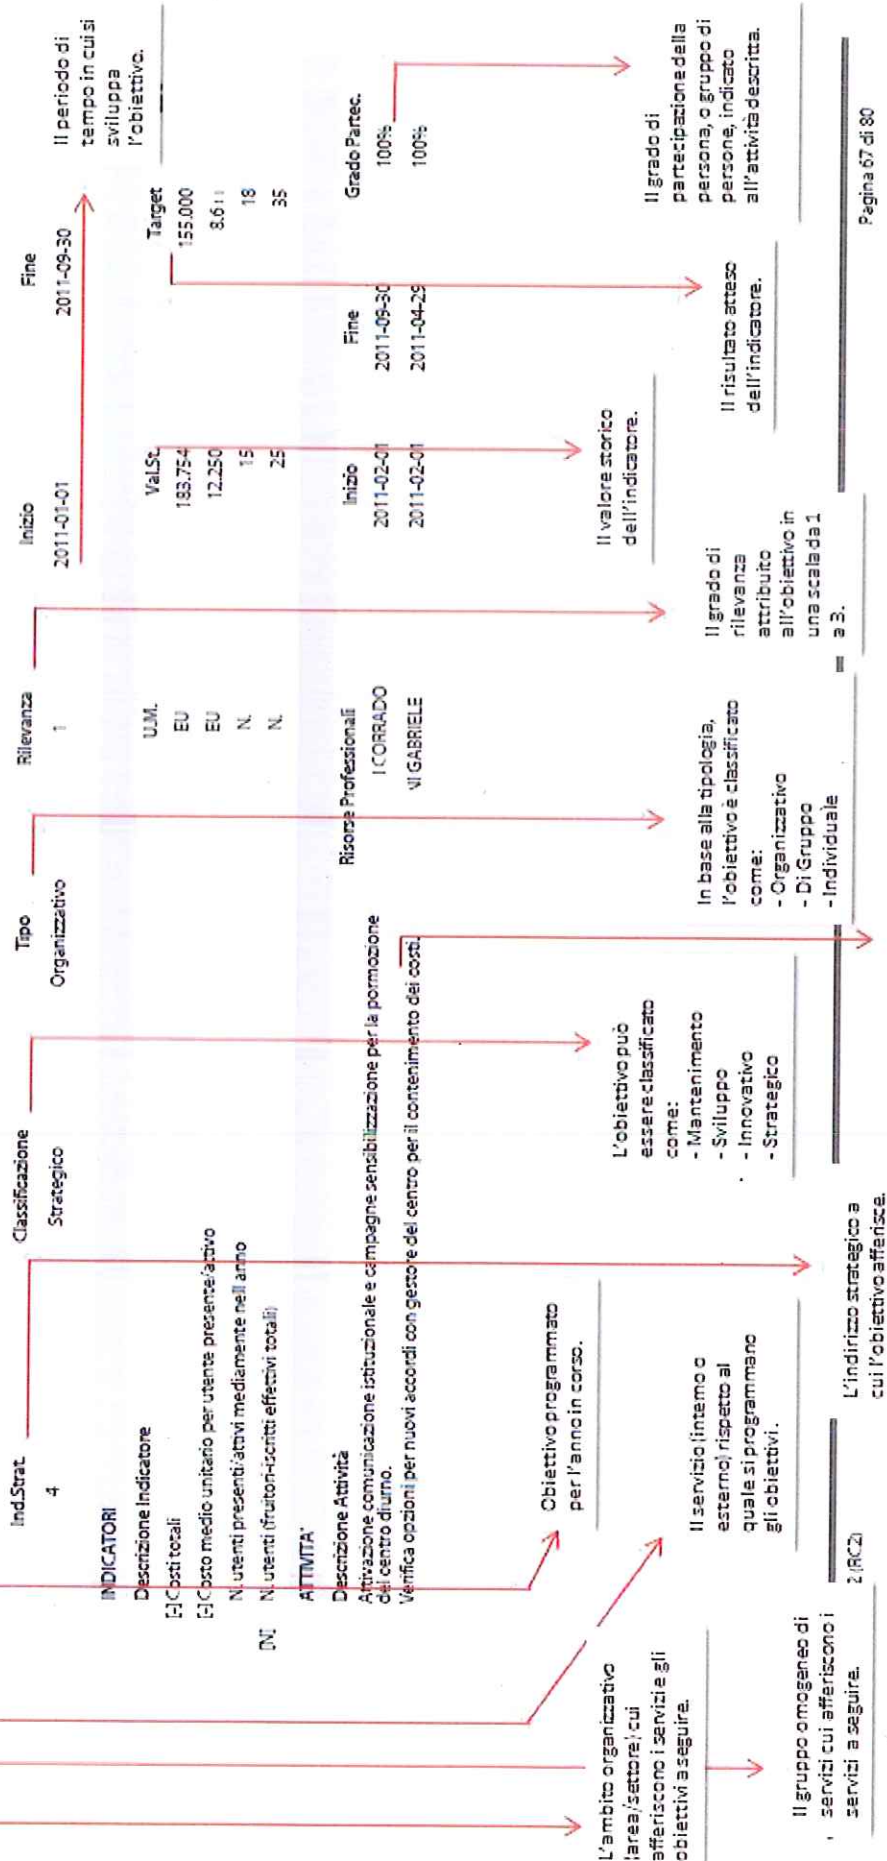 Ind.Strat. Classificazione Tipo Rilevanza Inizio Fine
4 Strategico Organizzativo 1 2011-01-01 2011-09-30
Il periodo di
tempo in cui si
sviluppa
l'obiettivo.
INDICATORI
Descrizione Indicatore U.M. Val.St. Target
[-] Costi totali EU 183.754 155.000
[-] Costo medio unitario per utente presente/attivo EU 12.250 8.611
N. utenti presenti/attivi mediamente nell anno N. 15 18
[N] N. utenti (fruitori-iscritti effettivi totali) N. 25 35
ATTIVITA'
Descrizione Attività Risorse Professionali Inizio Fine Grado Partec.
Attivazione comunicazione istituzionale e campagne sensibilizzazione per la pormozione I CORRADO 2011-02-01 2011-09-30 100%
del centro diurno.
Verifica opzioni per nuovi accordi con gestore del centro per il contenimento dei costi. NI GABRIELE 2011-02-01 2011-04-29 100%
Obiettivo programmato
per l'anno in corso.
L'ambito organizzativo
(area/settore) cui
afferiscono i servizi e gli
obiettivi a seguire.
Il servizio (interno o
esterno) rispetto al
quale si programmano
gli obiettivi.
L'obiettivo può
essere classificato
come:
- Mantenimento
- Sviluppo
- Innovativo
- Strategico
In base alla tipologia,
l'obiettivo è classificato
come:
- Organizzativo
- Di Gruppo
- Individuale
Il grado di
rilevanza
attribuito
all'obiettivo in
una scala da 1
a 3.
Il valore storico
dell'indicatore.
Il risultato atteso
dell'indicatore.
Il grado di
partecipazione della
persona, o gruppo di
persone, indicato
all'attività descritta.
Il gruppo omogeneo di
servizi cui afferiscono i
servizi a seguire.
2 (RC2)
L'indirizzo strategico a
cui l'obiettivo afferisce.
Pagina 67 di 80